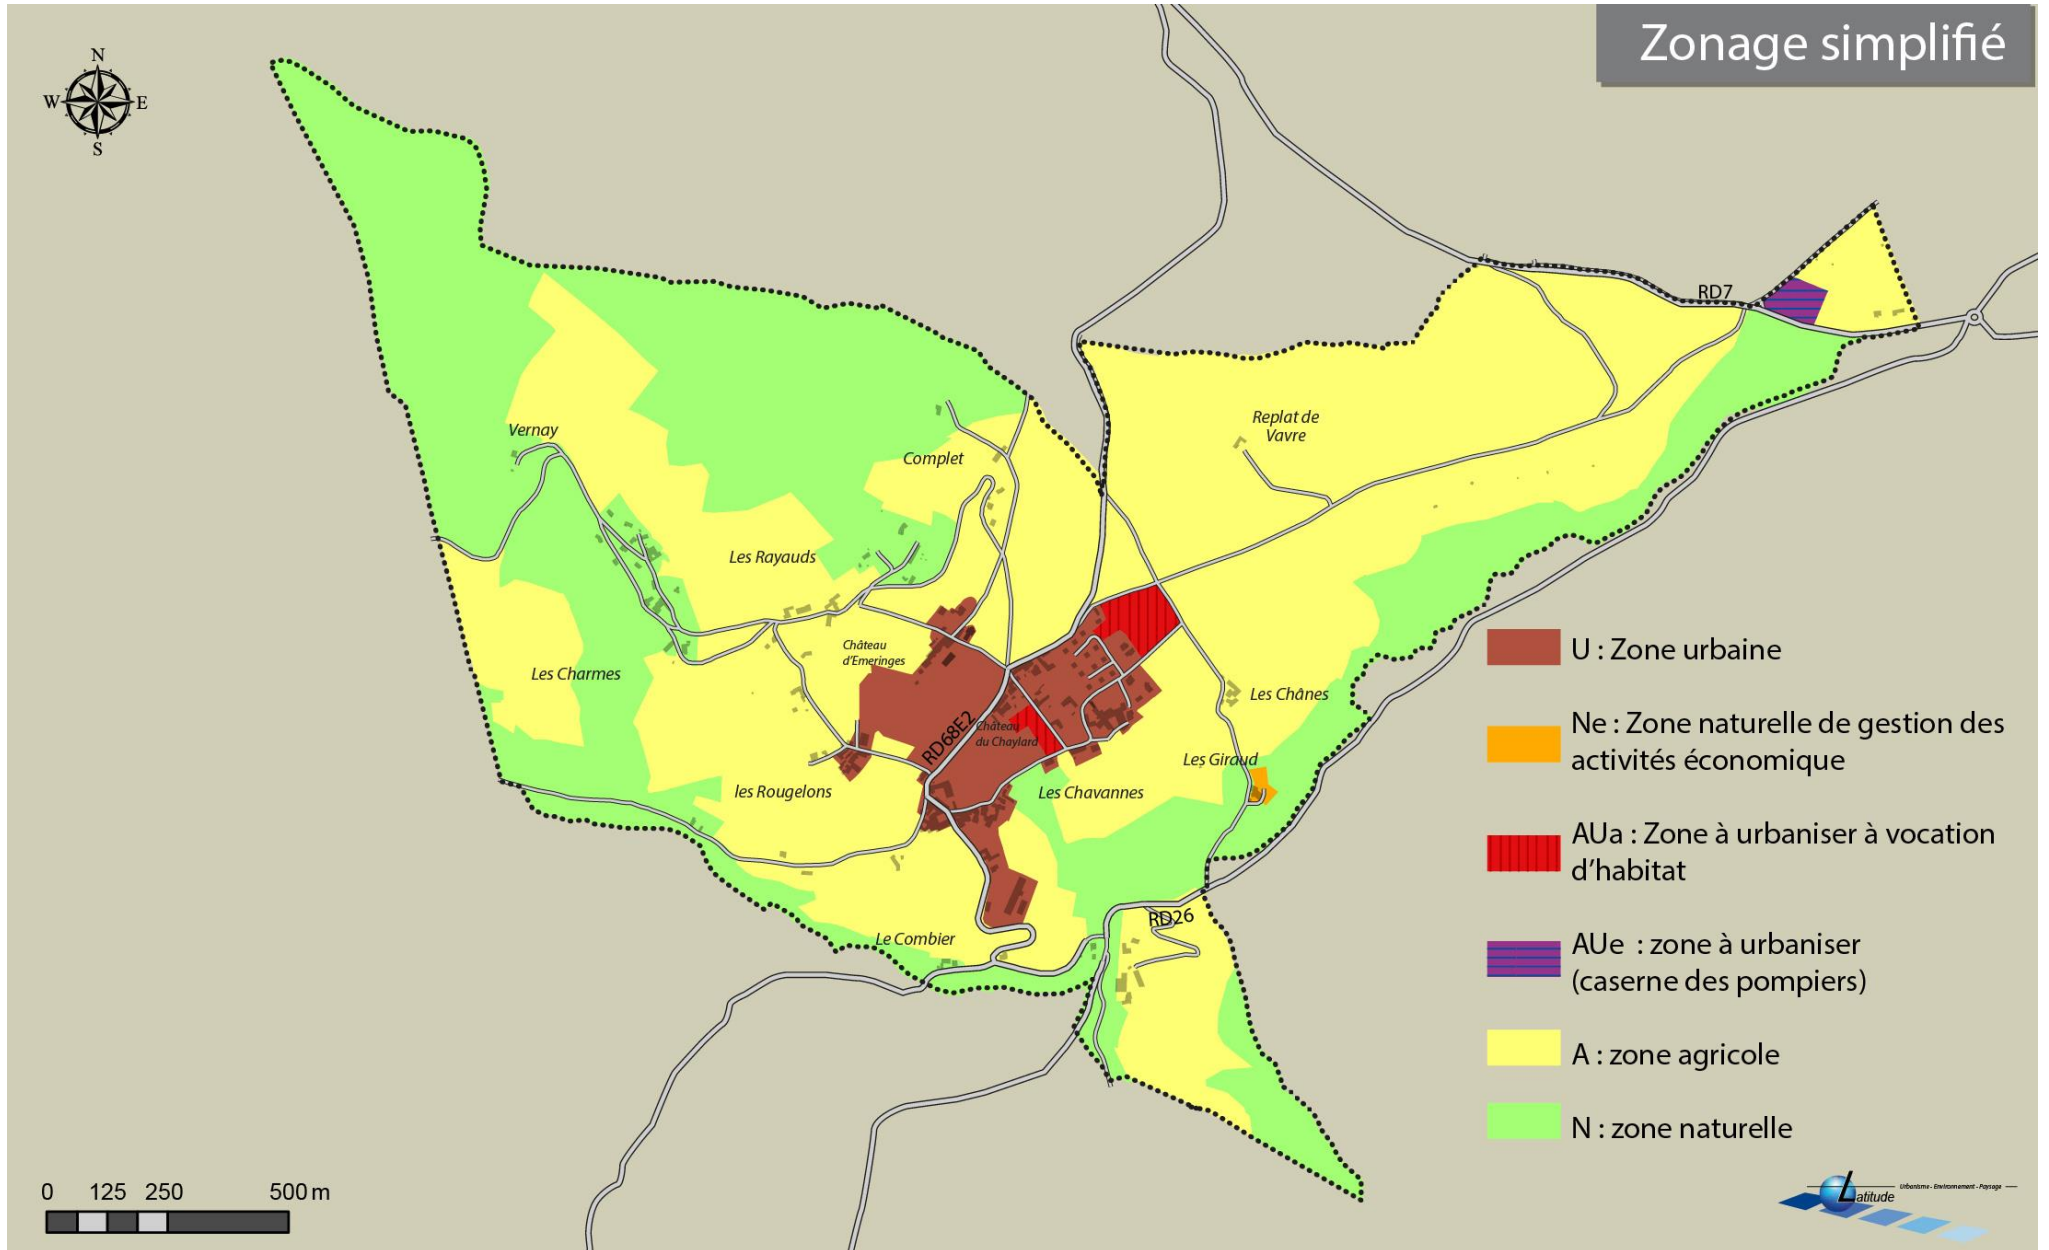 Zonage simplifié
N
W
E
S
RD7
Replat de
Vavre
Vernay
Complet
Les Rayauds
Château
d'Emeringes
Les Charmes
Les Chânes
RD68E2
Château
du Chaylard
Les Giraud
les Rougelons
Les Chavannes
RD26
Le Combier
U : Zone urbaine
Ne : Zone naturelle de gestion des
activités économique
AUa : Zone à urbaniser à vocation
d'habitat
AUe : zone à urbaniser
(caserne des pompiers)
A : zone agricole
N : zone naturelle
0 125 250 500 m
Latitude
Urbanisme - Environnement - Paysage